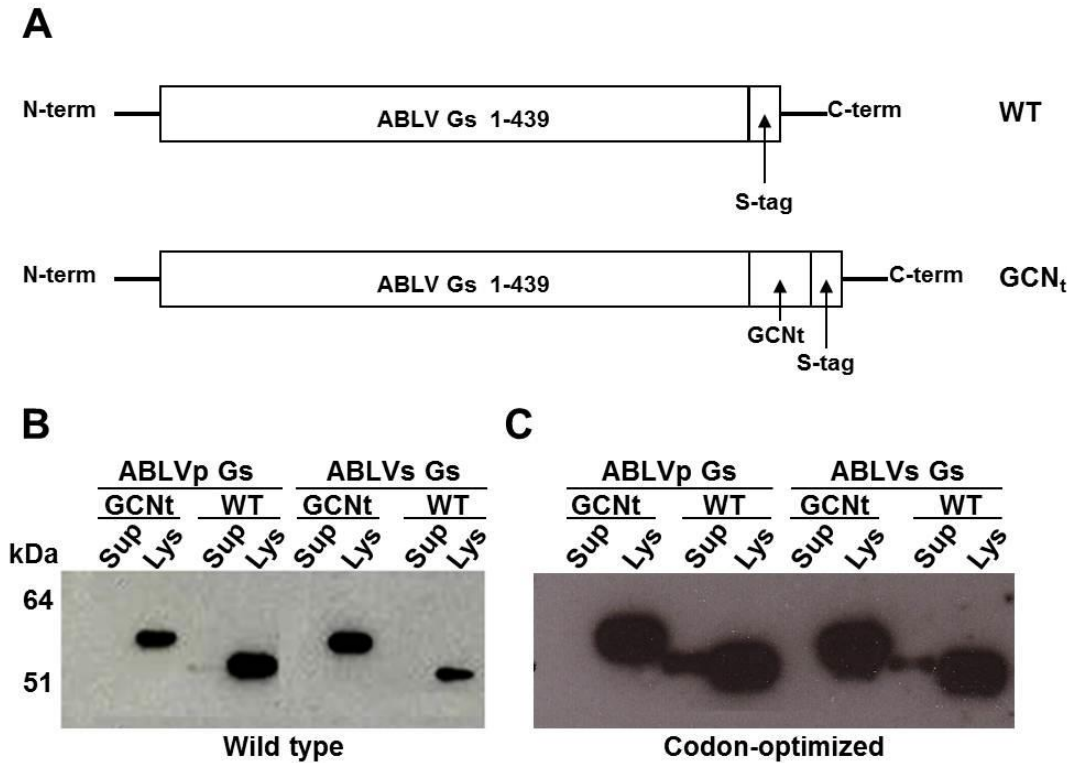 A
N-term ABLV Gs 1-439 C-term WT
S-tag
N-term ABLV Gs 1-439 C-term GCNt
GCNt
S-tag
B
ABLVp Gs ABLVs Gs
GCNt WT GCNt WT
kDa Sup Lys Sup Lys Sup Lys Sup Lys
64
51
Wild type
C
ABLVp Gs ABLVs Gs
GCNt WT GCNt WT
Sup Lys Sup Lys Sup Lys Sup Lys
Codon-optimized